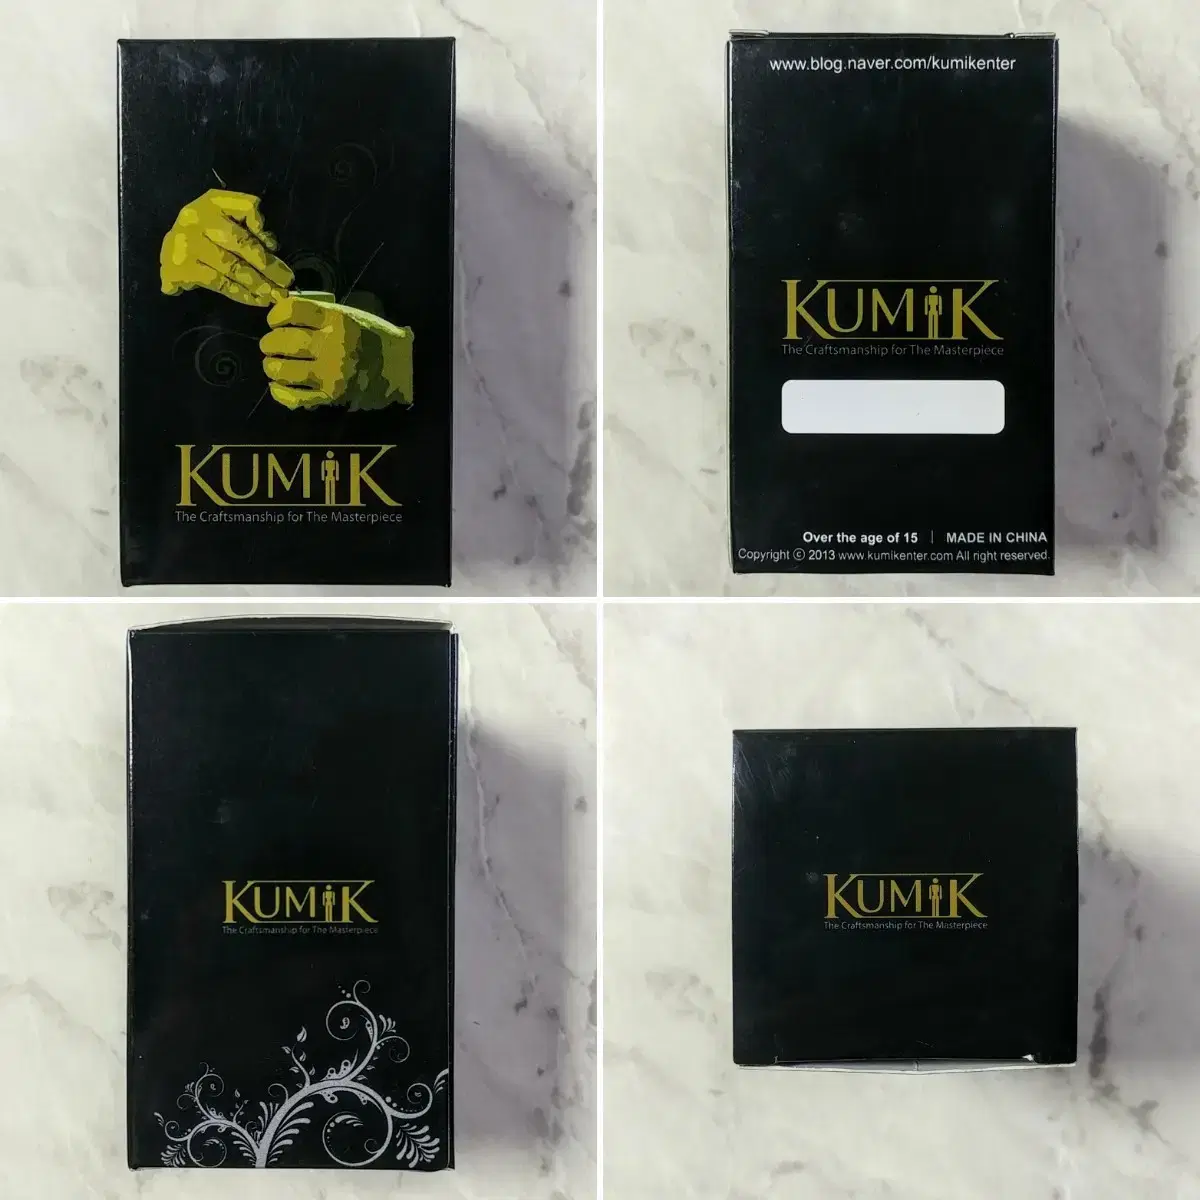 KUMIK
The Craftsmanship for The Masterpiece
www.blog.naver.com/kumikenter
KUMIK
The Craftsmanship for The Masterpiece
Over the age of 15 | MADE IN CHINA
Copyright ⓒ 2013 www.kumikenter.com All right reserved.
KUMIK
The Craftsmanship for The Masterpiece
KUMIK
The Craftsmanship for The Masterpiece